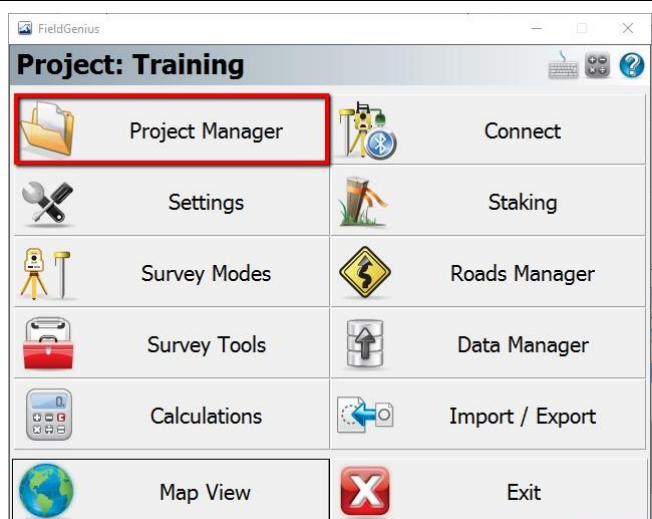 FieldGenius
Project: Training
Project Manager
Connect
Settings
Staking
Survey Modes
Roads Manager
Survey Tools
Data Manager
0.
Calculations
Import / Export
Map View
Exit